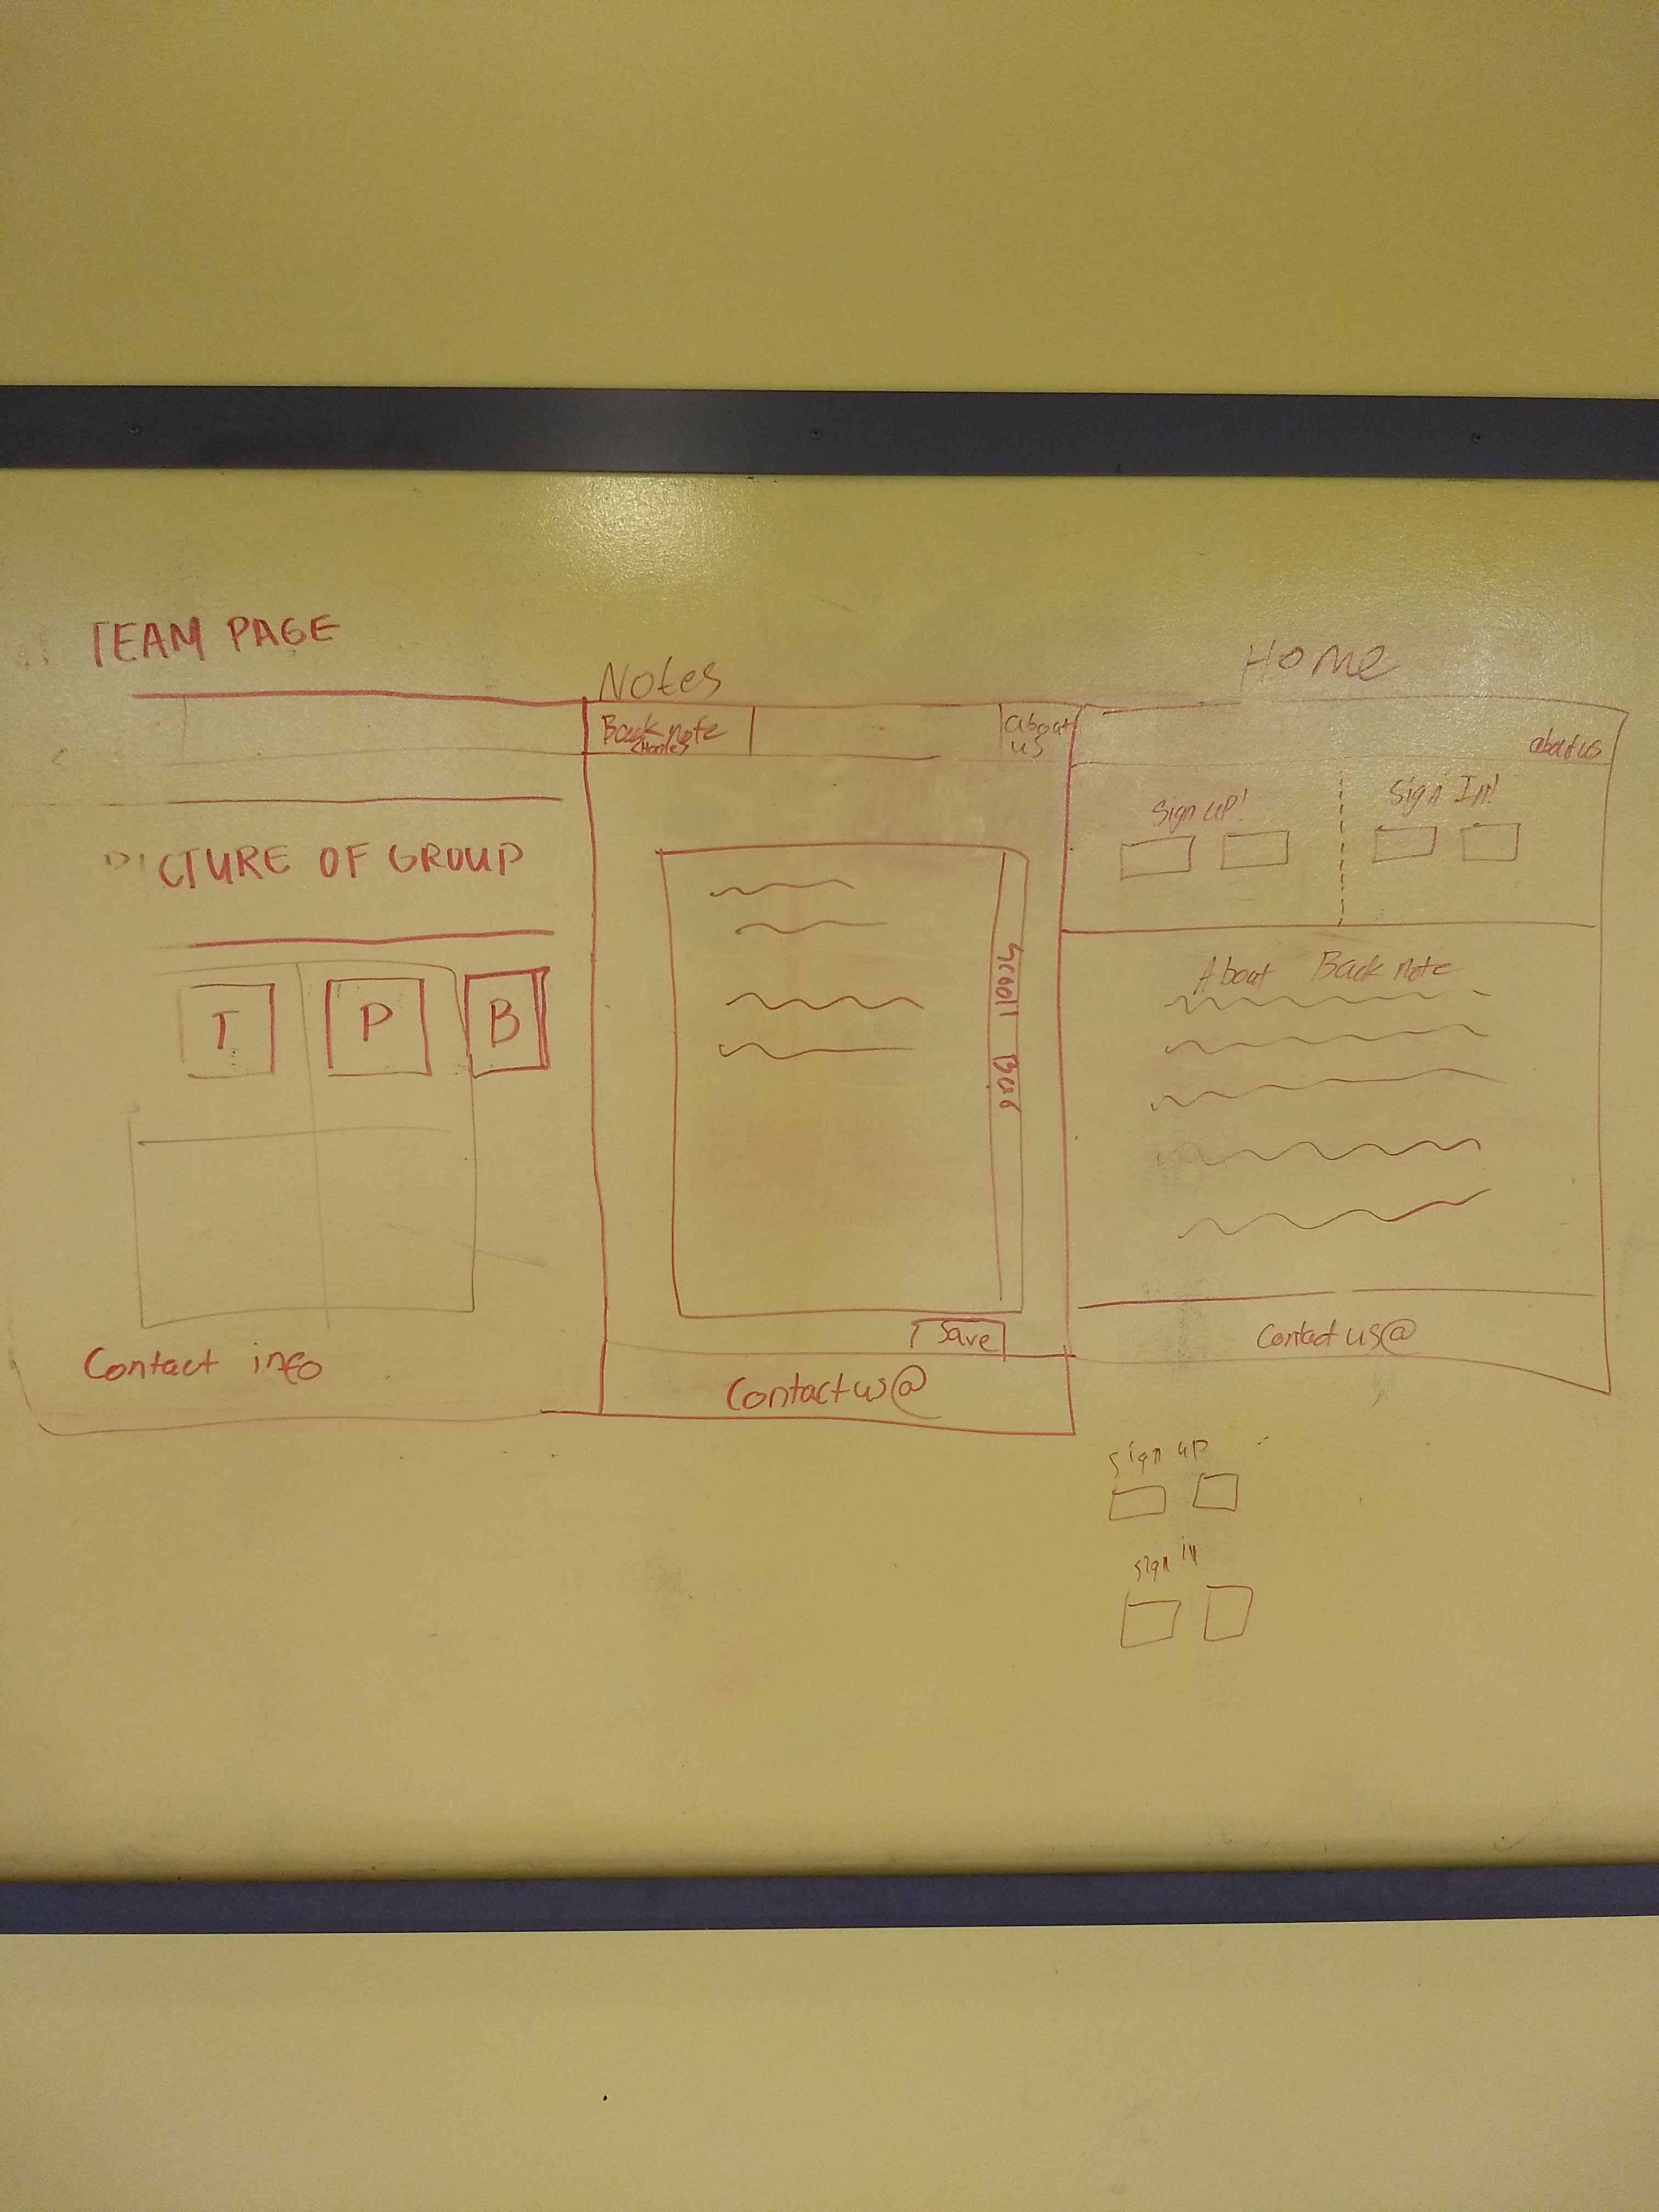 TEAM PAGE
PICTURE OF GROUP
T P B
Contact info
Notes
Back note
<Home>
about
us
Scroll Bar
Save
Contact us@
Home
about us
Sign up!
Sign In!
About Back note
Contact us@
sign up
sign in